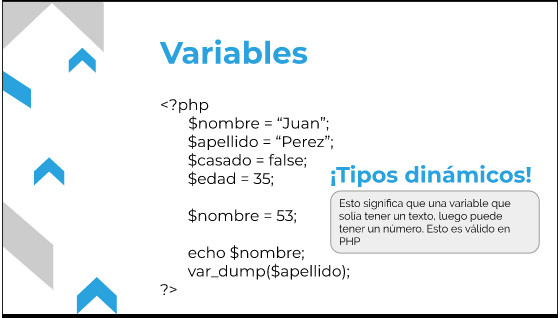 Variables
<?php
$nombre = “Juan”;
$apellido = “Perez”;
$casado = false;
$edad = 35;
$nombre = 53;
echo $nombre;
var_dump($apellido);
?>
¡Tipos dinámicos!
Esto significa que una variable que
solía tener un texto, luego puede
tener un número. Esto es válido en
PHP